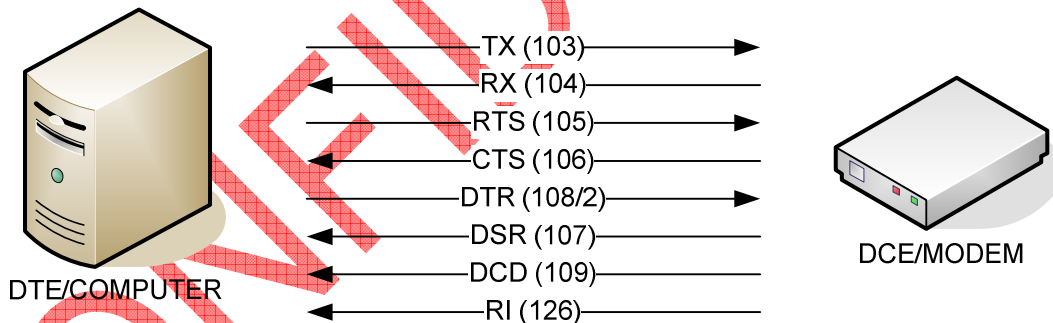 TX (103)
RX (104)
RTS (105)
CTS (106)
DTR (108/2)
DSR (107)
DCD (109)
RI (126)
DTE/COMPUTER
DCE/MODEM